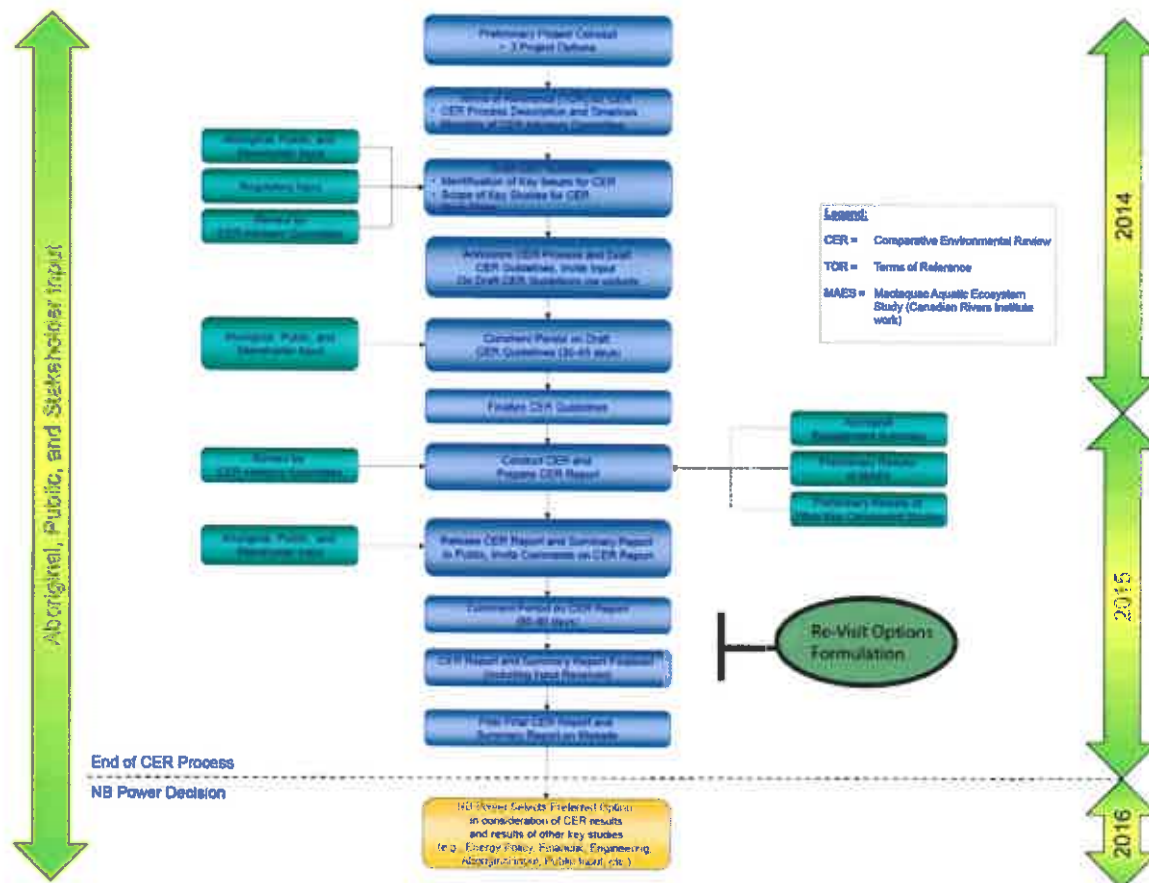 Preliminary Project Concept
- 3 Project Options
CER Process Description and Timelines
Aboriginal, Public, and
Stakeholder Input
Regulatory Input
Review by
CER Advisory Committee
- Identification of Key Issues for CER
- Scope of Key Studies for CER
Announce CER Process and Draft
CER Guidelines, Invite Input
On Draft CER Guidelines via website
Legend:
CER = Comparative Environmental Review
TOR = Terms of Reference
MAES = Mactaquac Aquatic Ecosystem
Study (Canadian Rivers Institute
work)
Aboriginal, Public, and
Stakeholder Input
Comment Period on Draft
CER Guidelines
Finalize CER Guidelines
Review by
CER Advisory Committee
Conduct CER and
Prepare CER Report
Preliminary Results
Preliminary Results of
Aboriginal, Public, and
Stakeholder Input
Release CER Report and Summary Report
to Public, Invite Comments on CER Report
Comment Period on CER Report
Re-Visit Options
Formulation
CER Report and Summary Report Finalized
(Including Input Received)
Post Final CER Report and
Summary Report on Website
End of CER Process
NB Power Decision
NB Power Selects Preferred Option
in consideration of CER results
and results of other key studies
(e.g., Energy Policy, Financial, Engineering,
Aboriginal Input, Public Input, etc.)
Aboriginal, Public, and Stakeholder Input
2014
2015
2016